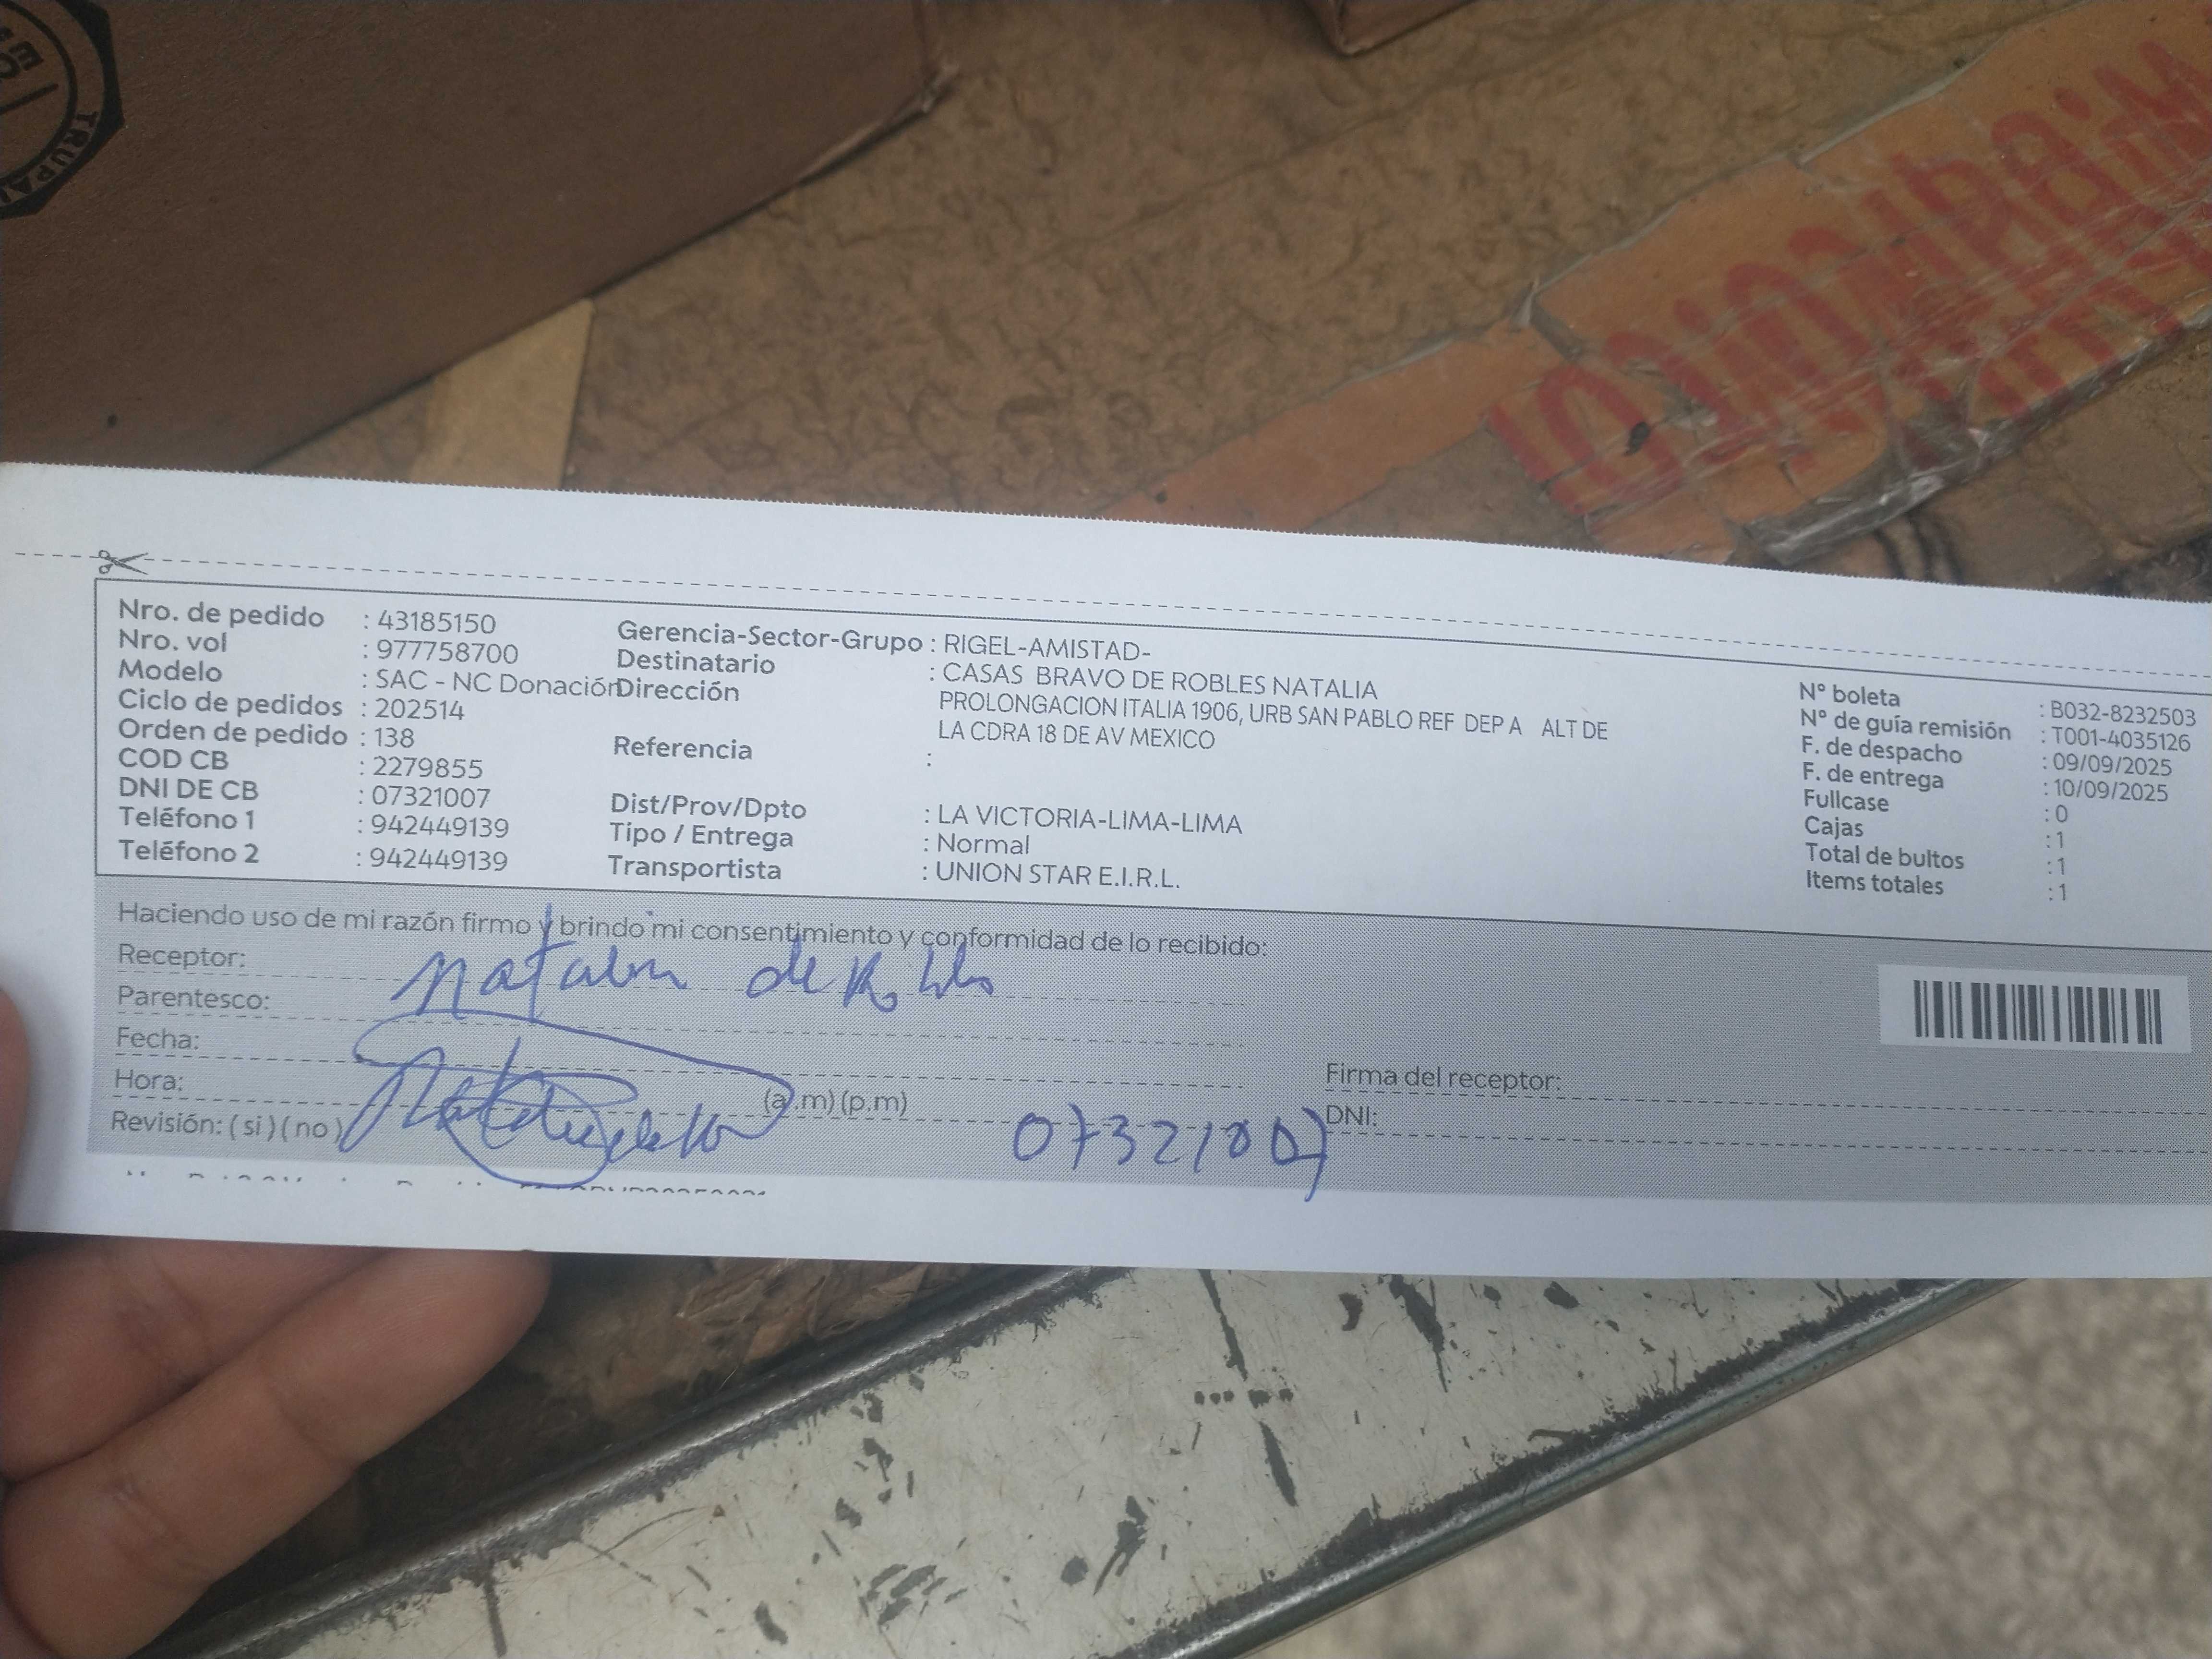 TRUPAL
Nro. de pedido : 43185150
Nro. vol : 977758700
Modelo : SAC - NC Donación
Ciclo de pedidos : 202514
Orden de pedido : 138
COD CB : 2279855
DNI DE CB : 07321007
Teléfono 1 : 942449139
Teléfono 2 : 942449139
Gerencia-Sector-Grupo : RIGEL-AMISTAD-
Destinatario : CASAS BRAVO DE ROBLES NATALIA
Dirección PROLONGACION ITALIA 1906, URB SAN PABLO REF DEP A ALT DE
LA CDRA 18 DE AV MEXICO
Referencia :
Dist/Prov/Dpto : LA VICTORIA-LIMA-LIMA
Tipo / Entrega : Normal
Transportista : UNION STAR E.I.R.L.
N° boleta : B032-8232503
N° de guía remisión : T001-4035126
F. de despacho : 09/09/2025
F. de entrega : 10/09/2025
Fullcase : 0
Cajas : 1
Total de bultos : 1
Items totales : 1
Haciendo uso de mi razón firmo y brindo mi consentimiento y conformidad de lo recibido:
Receptor: Natalia de Robles
Parentesco:
Fecha:
Hora: (a.m) (p.m)
Revisión: ( si ) ( no )
Firma del receptor:
DNI:
07321007